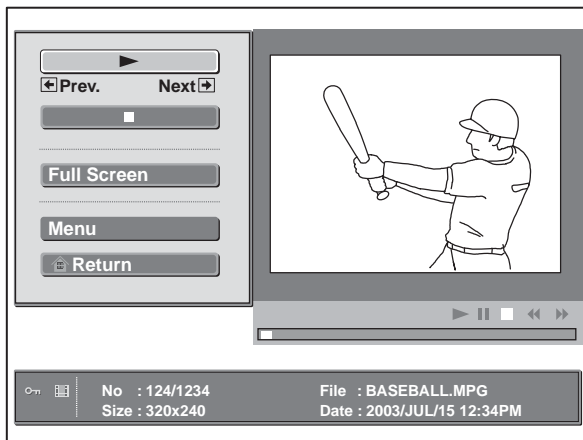 Prev. Next
Full Screen
Menu
Return
No : 124/1234
Size : 320x240
File : BASEBALL.MPG
Date : 2003/JUL/15 12:34PM